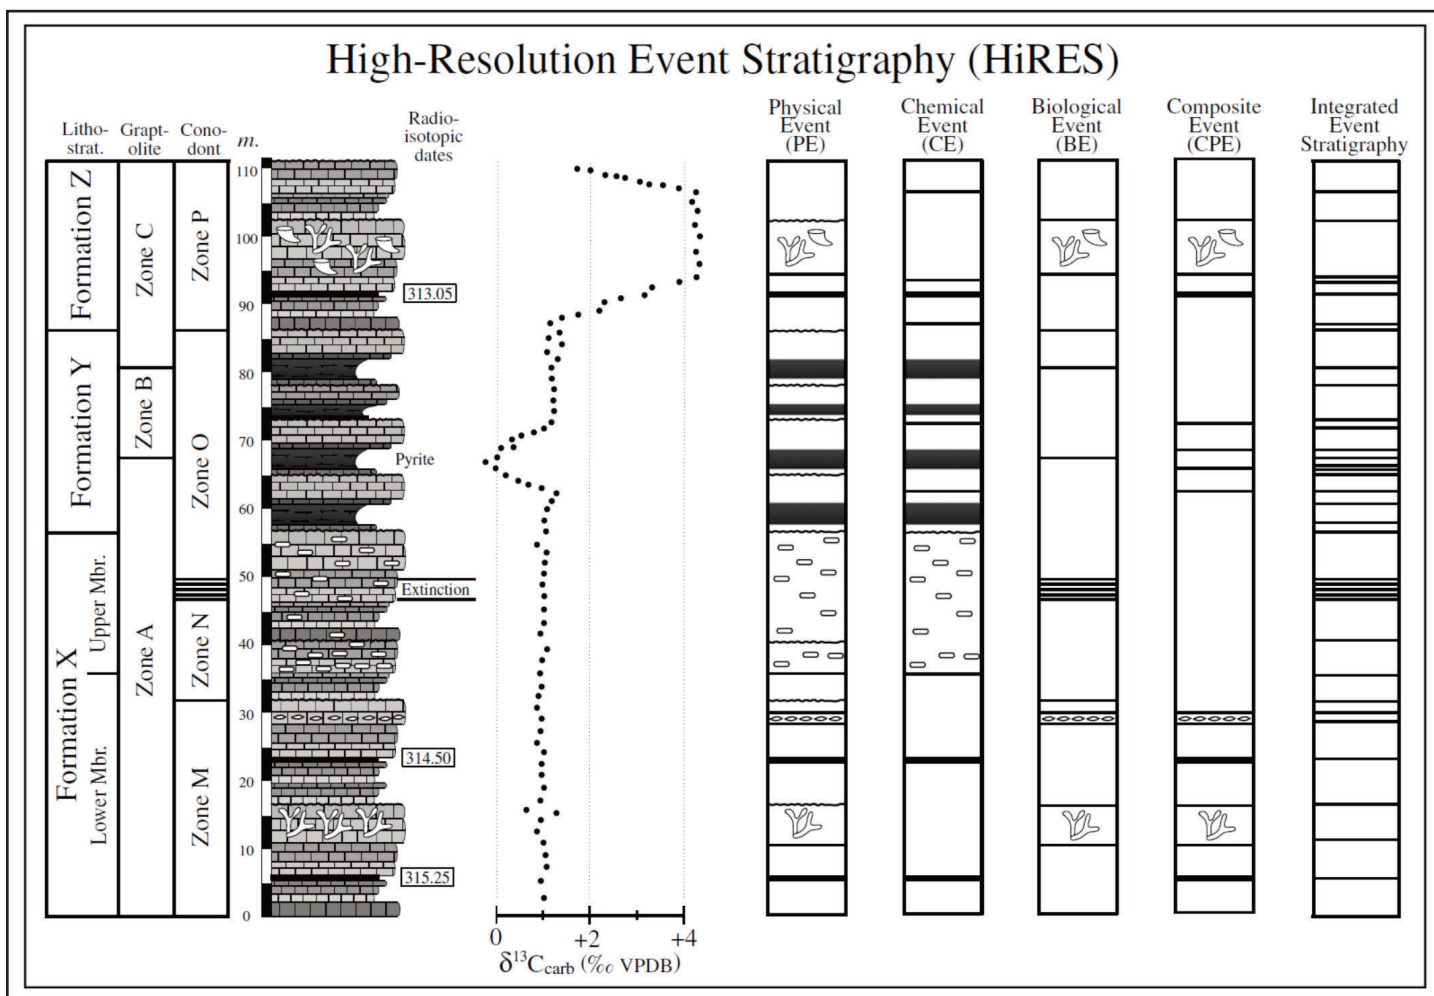 High-Resolution Event Stratigraphy (HiRES)
Litho-
strat.
Grapt-
olite
Cono-
dont
m.
Radio-
isotopic
dates
Physical
Event
(PE)
Chemical
Event
(CE)
Biological
Event
(BE)
Composite
Event
(CPE)
Integrated
Event
Stratigraphy
Formation Z
Formation Y
Formation X
Upper Mbr.
Lower Mbr.
Zone C
Zone B
Zone A
Zone P
Zone O
Zone N
Zone M
110
100
90
80
70
60
50
40
30
20
10
0
313.05
Pyrite
Extinction
314.50
315.25
0
+2
+4
δ¹³Ccarb (‰ VPDB)